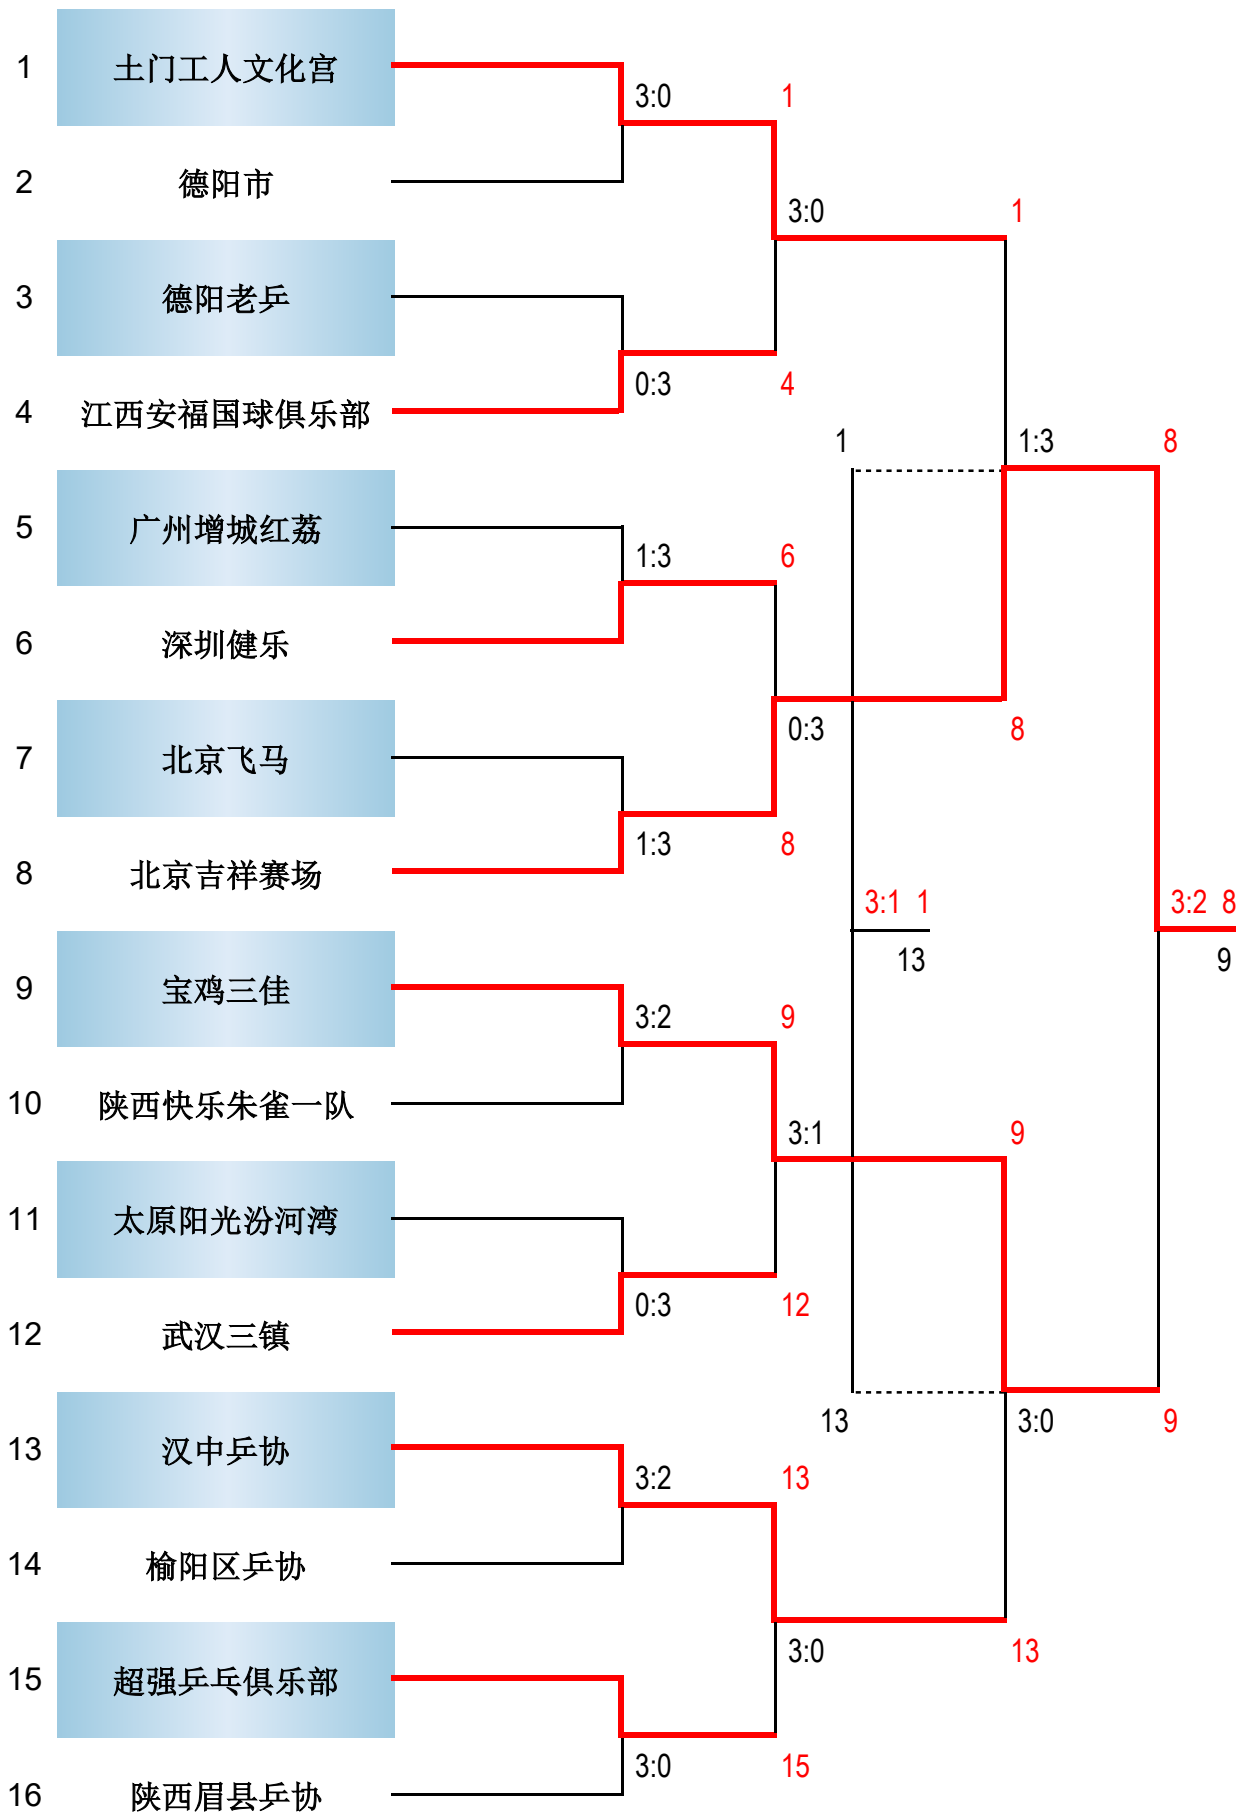 1 土门工人文化宫
3:0 1
2 德阳市
3:0 1
3 德阳老乒
0:3 4
4 江西安福国球俱乐部
1 1:3 8
5 广州增城红荔
1:3 6
6 深圳健乐
0:3 8
7 北京飞马
1:3 8
8 北京吉祥赛场
3:1 1 3:2 8
13 9
9 宝鸡三佳
3:2 9
10 陕西快乐朱雀一队
3:1 9
11 太原阳光汾河湾
0:3 12
12 武汉三镇
13 3:0 9
13 汉中乒协
3:2 13
14 榆阳区乒协
3:0 13
15 超强乒乓俱乐部
3:0 15
16 陕西眉县乒协